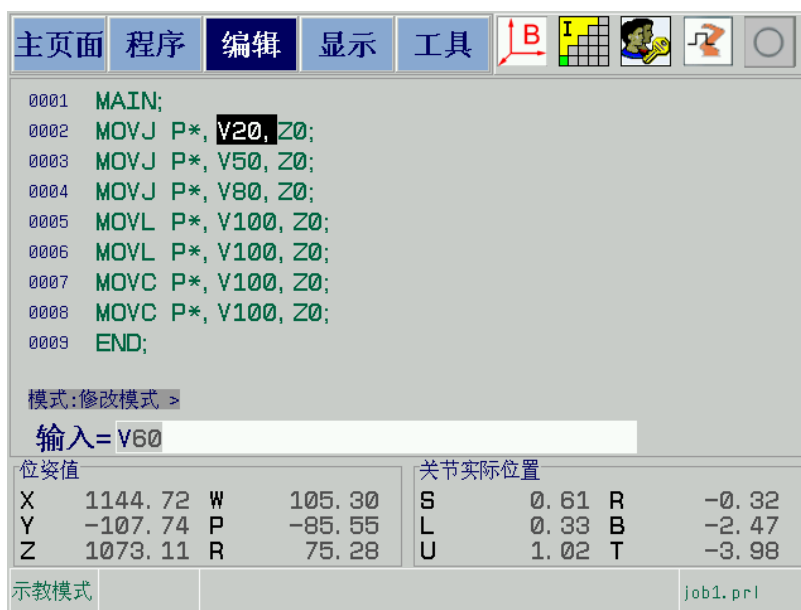 主页面 程序 编辑 显示 工具 B I
0001 MAIN;
0002 MOVJ P*, V20, Z0;
0003 MOVJ P*, V50, Z0;
0004 MOVJ P*, V80, Z0;
0005 MOVL P*, V100, Z0;
0006 MOVL P*, V100, Z0;
0007 MOVC P*, V100, Z0;
0008 MOVC P*, V100, Z0;
0009 END;
模式:修改模式 >
输入= V60
位姿值
X 1144.72 W 105.30
Y -107.74 P -85.55
Z 1073.11 R 75.28
关节实际位置
S 0.61 R -0.32
L 0.33 B -2.47
U 1.02 T -3.98
示教模式 job1.prl